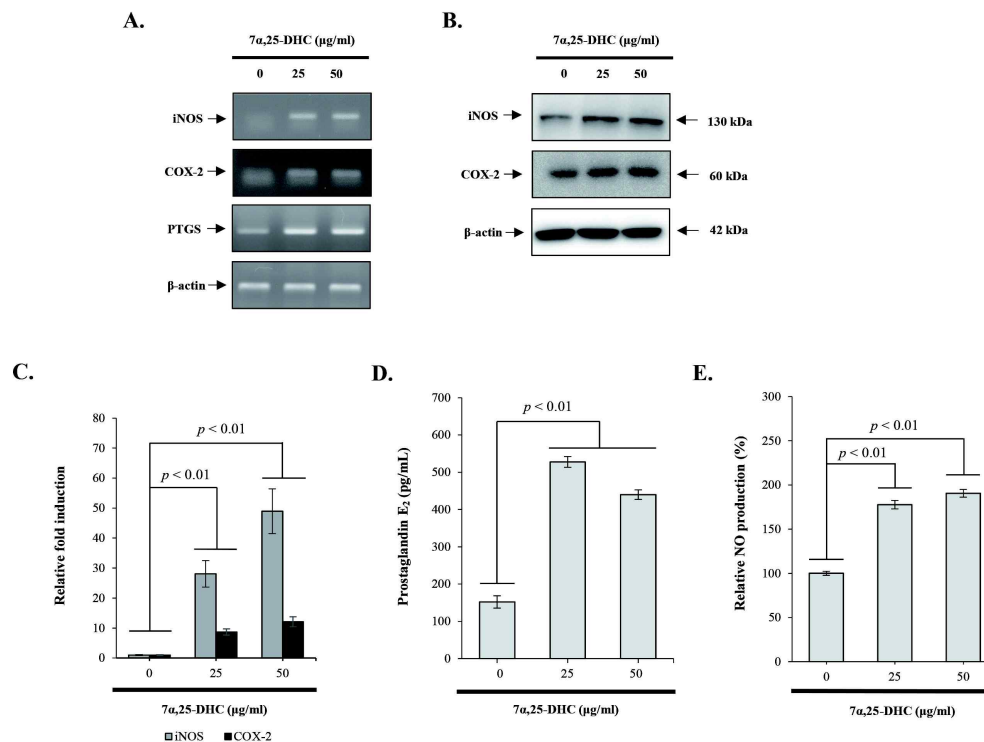 A.
7α,25-DHC (μg/ml)
0 25 50
iNOS
COX-2
PTGS
β-actin
B.
7α,25-DHC (μg/ml)
0 25 50
iNOS 130 kDa
COX-2 60 kDa
β-actin 42 kDa
C.
Relative fold induction
80
70
60
50
40
30
20
10
0
p < 0.01
p < 0.01
0 25 50
7α,25-DHC (μg/ml)
iNOS COX-2
D.
Prostaglandin E2 (pg/mL)
700
600
500
400
300
200
100
0
p < 0.01
0 25 50
7α,25-DHC (μg/ml)
E.
Relative NO production (%)
300
250
200
150
100
50
0
p < 0.01
p < 0.01
0 25 50
7α,25-DHC (μg/ml)